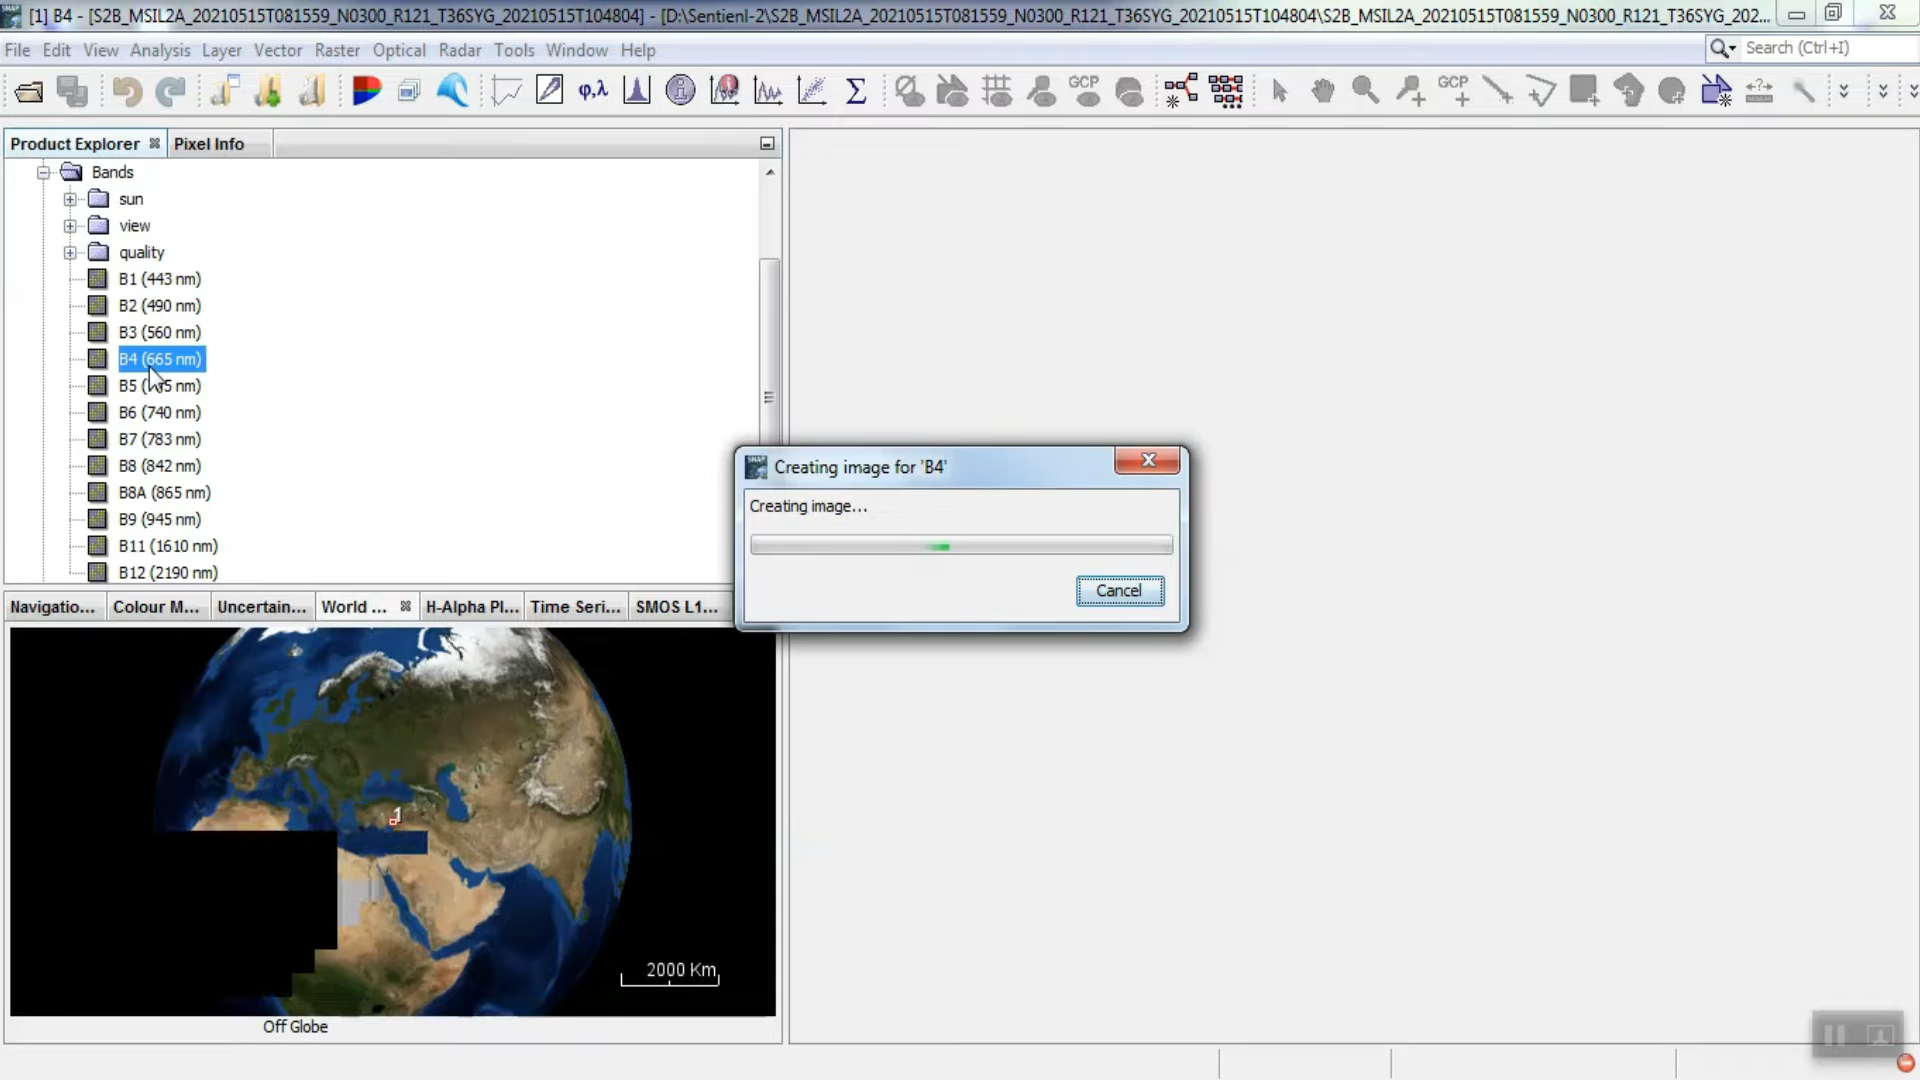 [1] B4 - [S2B_MSIL2A_20210515T081559_N0300_R121_T36SYG_20210515T104804] - [D:\Sentienl-2\S2B_MSIL2A_20210515T081559_N0300_R121_T36SYG_20210515T104804\S2B_MSIL2A_20210515T081559_N0300_R121_T36SYG_202...
File Edit View Analysis Layer Vector Raster Optical Radar Tools Window Help
Search (Ctrl+I)
φ,λ Σ GCP GCP
Product Explorer Pixel Info
Bands
sun
view
quality
B1 (443 nm)
B2 (490 nm)
B3 (560 nm)
B4 (665 nm)
B5 ( nm)
B6 (740 nm)
B7 (783 nm)
B8 (842 nm)
B8A (865 nm)
B9 (945 nm)
B11 (1610 nm)
B12 (2190 nm)
Creating image for 'B4'
Creating image...
Cancel
Navigatio... Colour M... Uncertain... World ... H-Alpha Pl... Time Seri... SMOS L1...
1
2000 Km
Off Globe